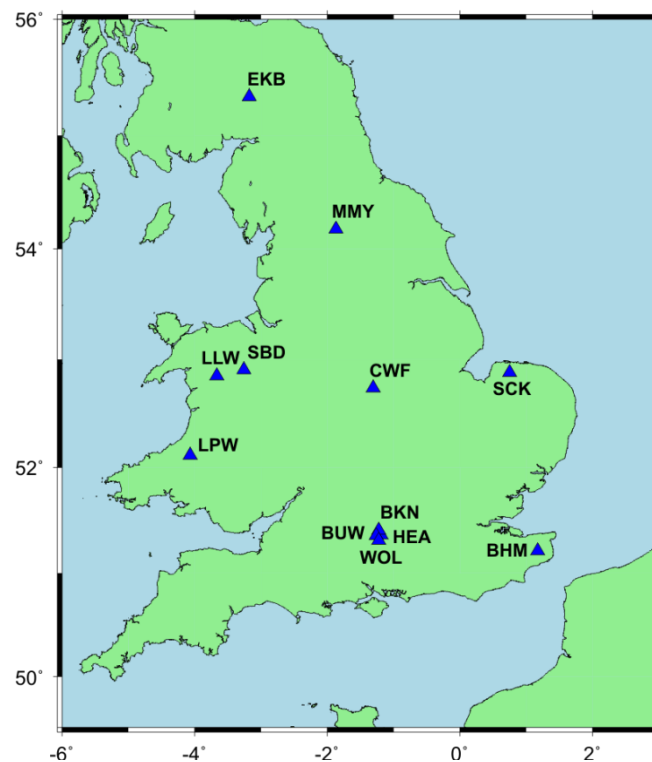 56°
EKB
MMY
54°
LLW SBD
CWF
SCK
LPW
52°
BKN
BUW HEA
WOL
BHM
50°
-6° -4° -2° 0° 2°